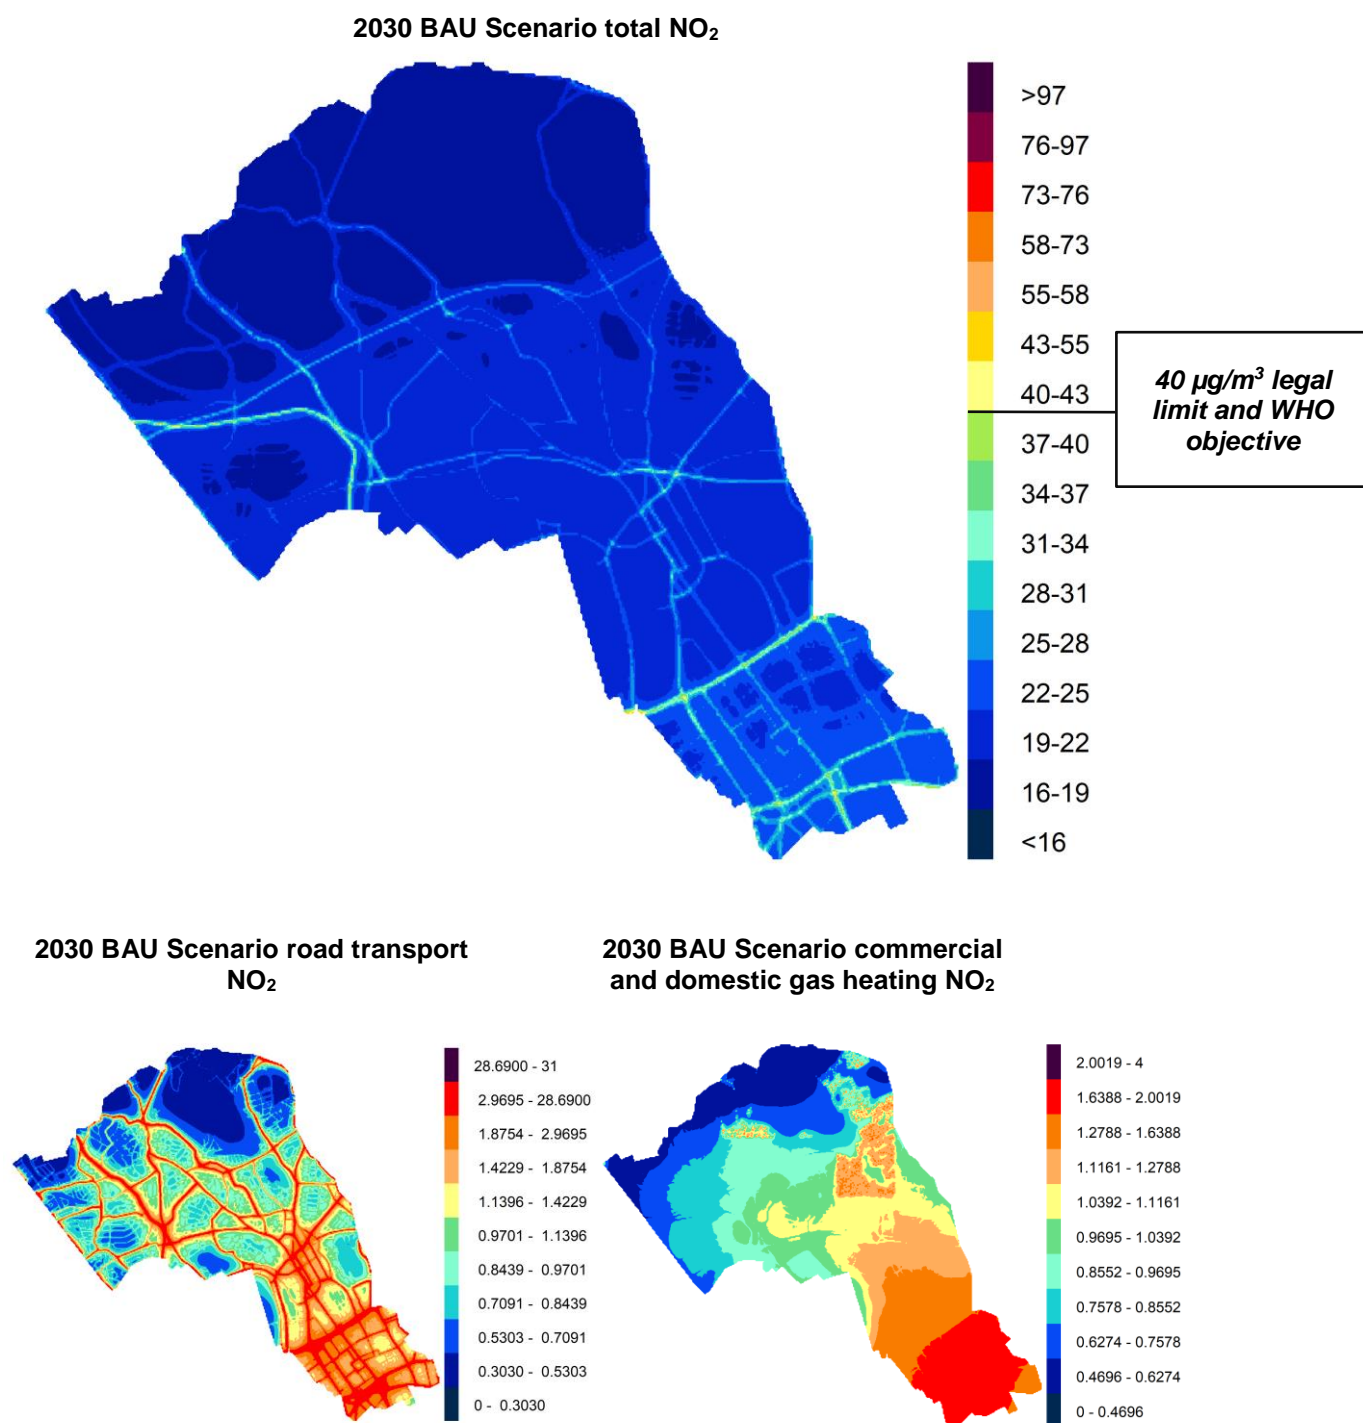 2030 BAU Scenario total NO₂
>97
76-97
73-76
58-73
55-58
43-55
40-43
37-40
34-37
31-34
28-31
25-28
22-25
19-22
16-19
<16
40 µg/m³ legal
limit and WHO
objective
2030 BAU Scenario road transport
NO₂
28.6900 - 31
2.9695 - 28.6900
1.8754 - 2.9695
1.4229 - 1.8754
1.1396 - 1.4229
0.9701 - 1.1396
0.8439 - 0.9701
0.7091 - 0.8439
0.5303 - 0.7091
0.3030 - 0.5303
0 - 0.3030
2030 BAU Scenario commercial
and domestic gas heating NO₂
2.0019 - 4
1.6388 - 2.0019
1.2788 - 1.6388
1.1161 - 1.2788
1.0392 - 1.1161
0.9695 - 1.0392
0.8552 - 0.9695
0.7578 - 0.8552
0.6274 - 0.7578
0.4696 - 0.6274
0 - 0.4696